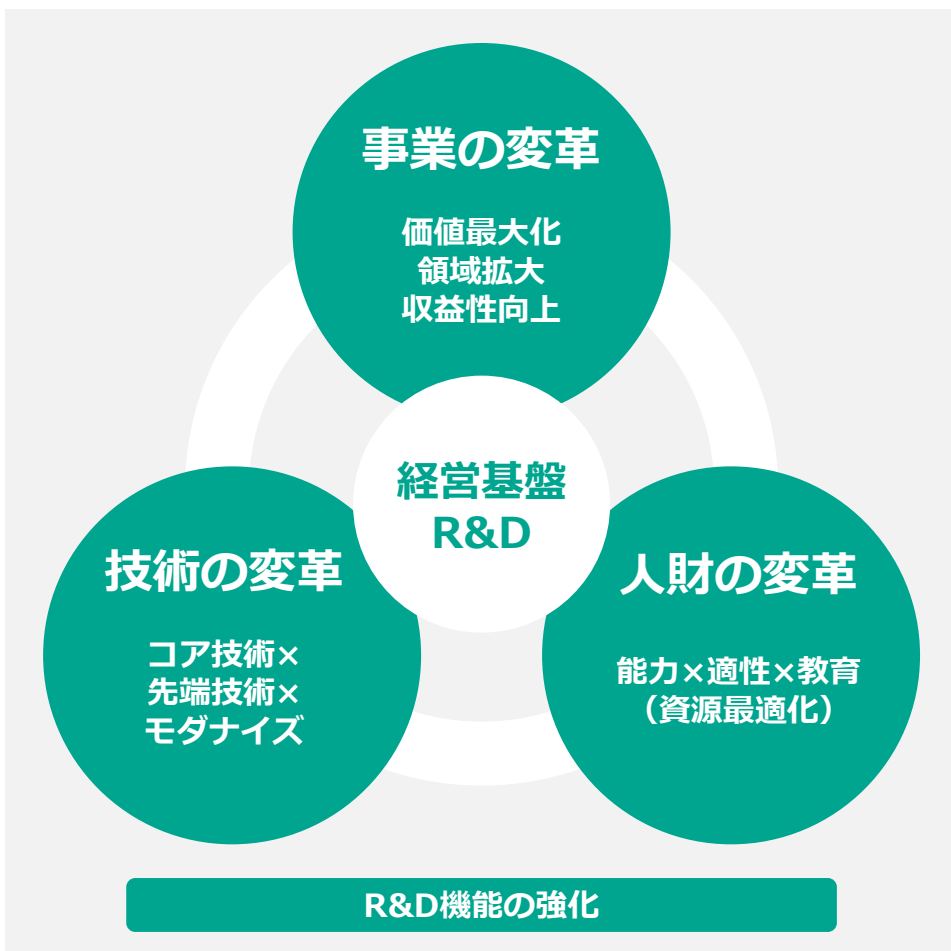 事業の変革
価値最大化
領域拡大
収益性向上
経営基盤
R&D
技術の変革
コア技術×
先端技術×
モダナイズ
人財の変革
能力×適性×教育
（資源最適化）
R&D機能の強化